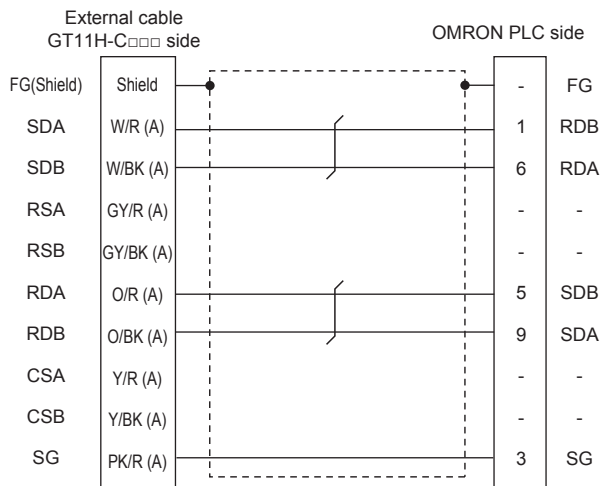 External cable
GT11H-C□□□ side
OMRON PLC side
FG(Shield) Shield - FG
SDA W/R (A) 1 RDB
SDB W/BK (A) 6 RDA
RSA GY/R (A) - -
RSB GY/BK (A) - -
RDA O/R (A) 5 SDB
RDB O/BK (A) 9 SDA
CSA Y/R (A) - -
CSB Y/BK (A) - -
SG PK/R (A) 3 SG